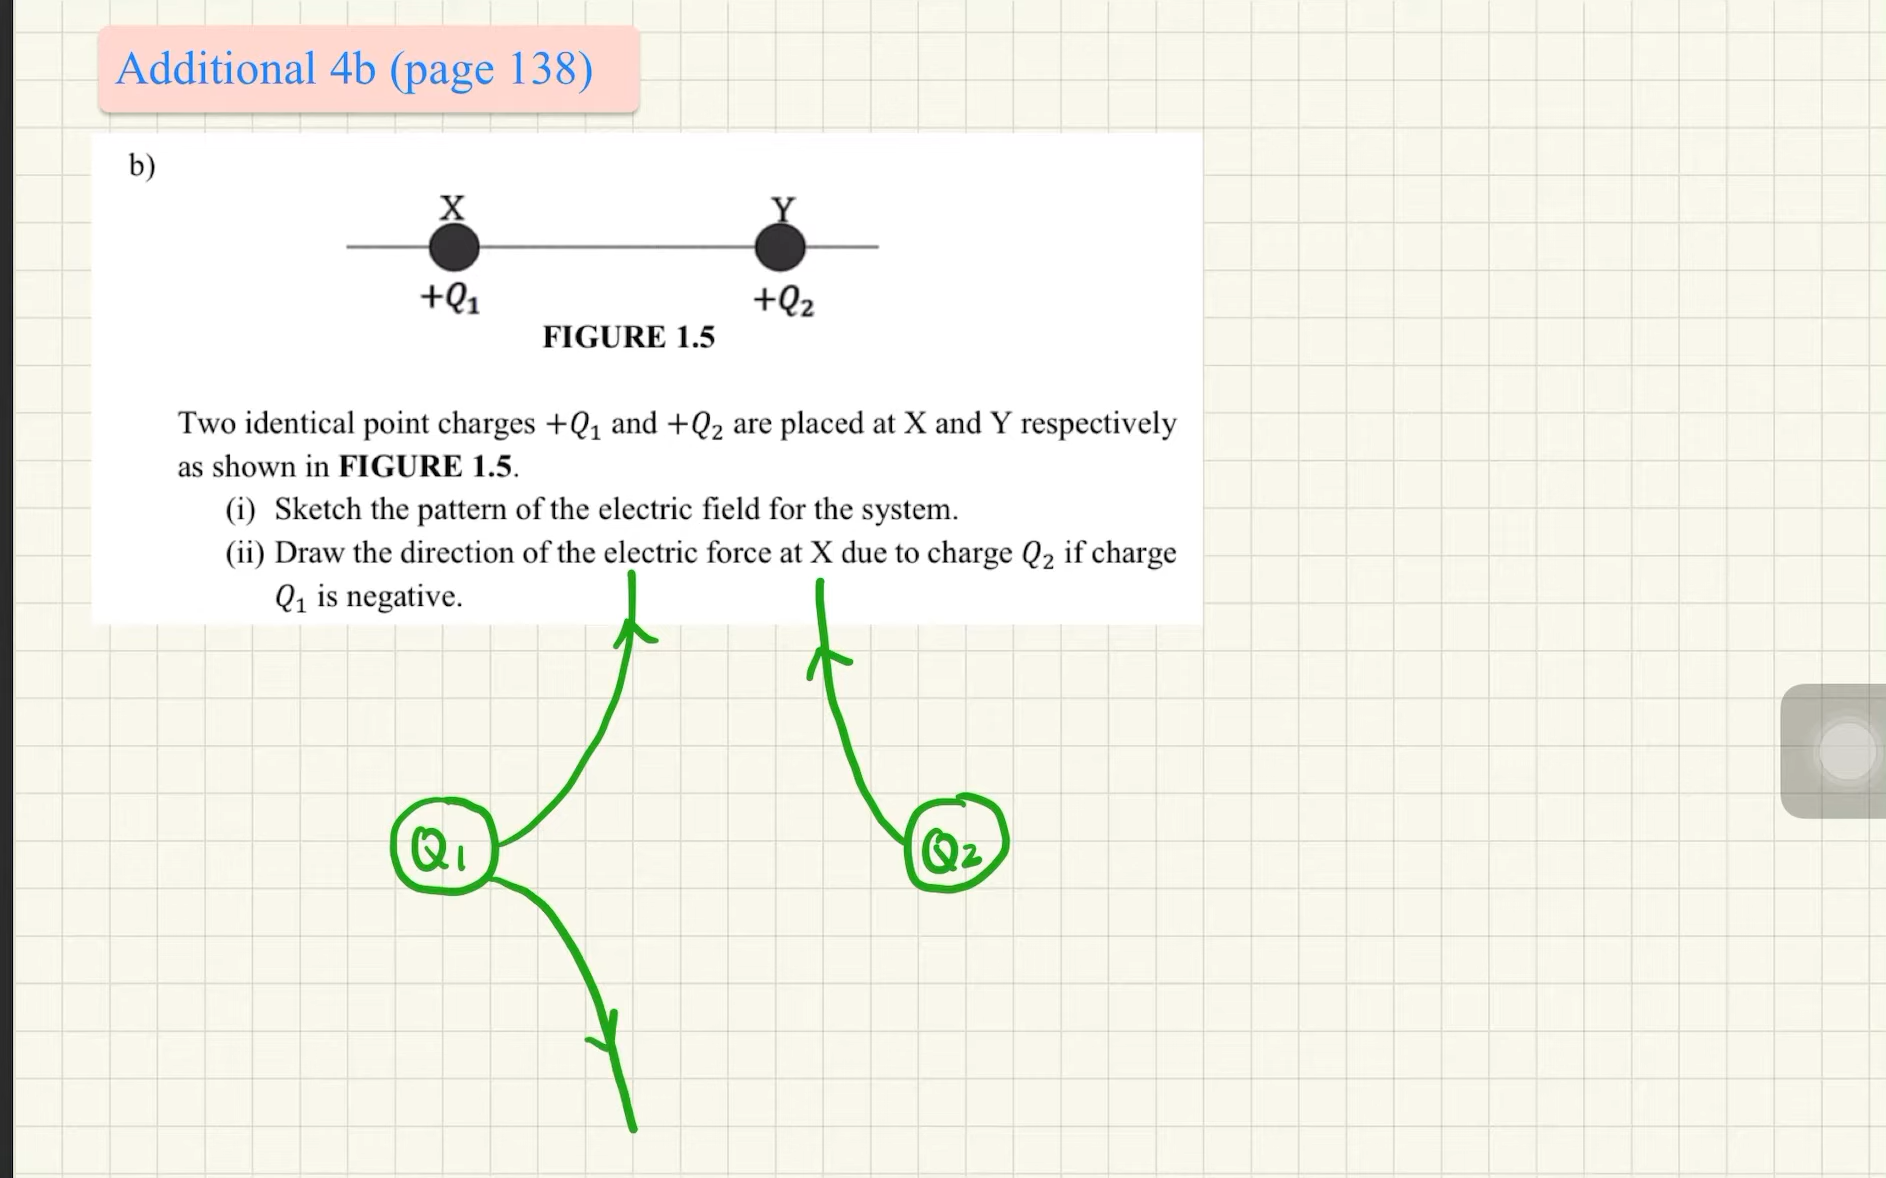 Additional 4b (page 138)
b)
X Y
+Q₁ +Q₂
FIGURE 1.5
Two identical point charges +Q₁ and +Q₂ are placed at X and Y respectively
as shown in FIGURE 1.5.
(i) Sketch the pattern of the electric field for the system.
(ii) Draw the direction of the electric force at X due to charge Q₂ if charge
Q₁ is negative.
Q1 Q2